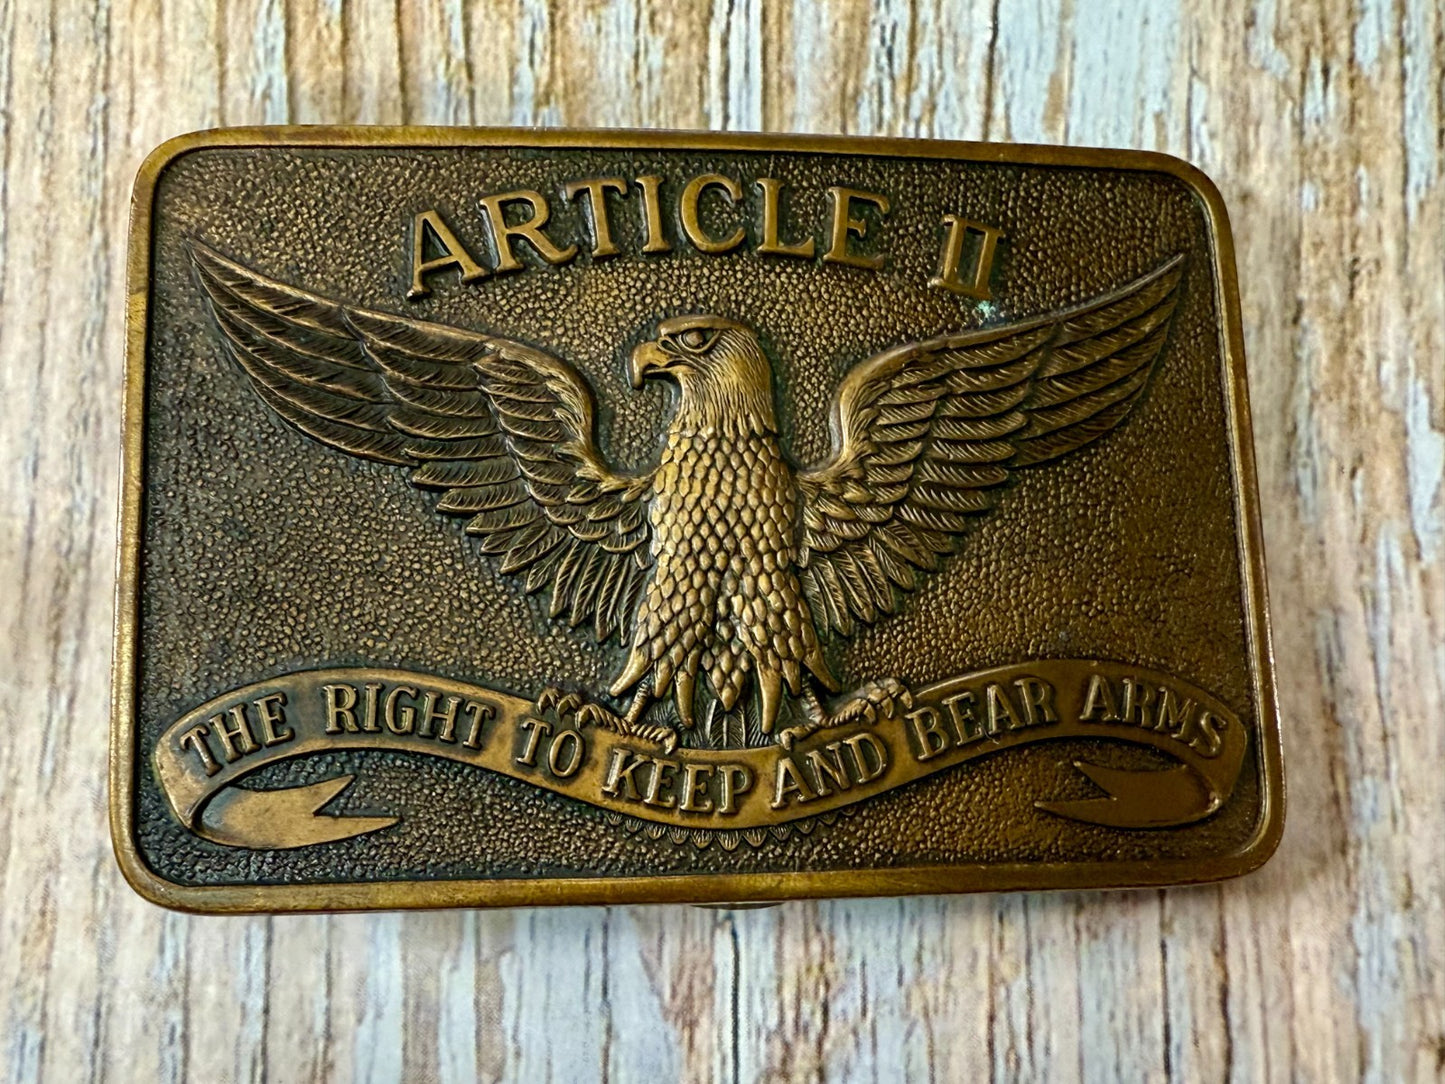 ARTICLE II
THE RIGHT TO KEEP AND BEAR ARMS